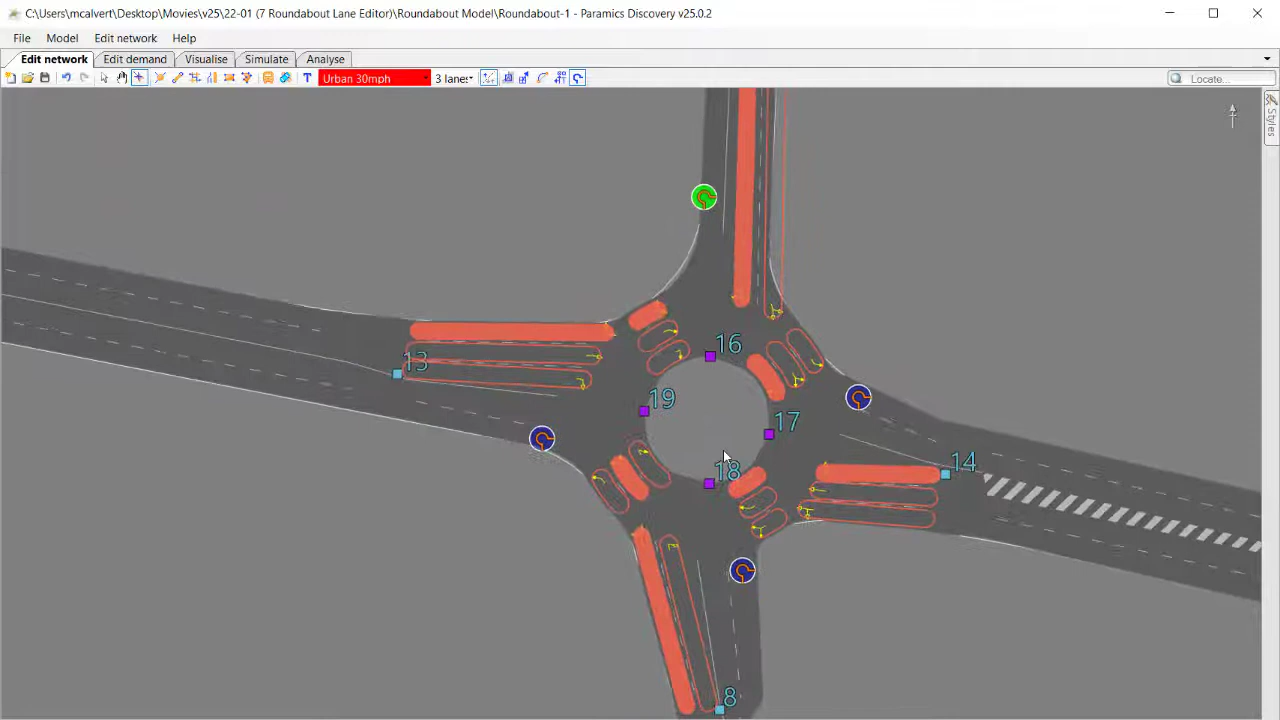 C:\Users\mcalvert\Desktop\Movies\v25\22-01 (7 Roundabout Lane Editor)\Roundabout Model\Roundabout-1 - Paramics Discovery v25.0.2
File Model Edit network Help
Edit network Edit demand Visualise Simulate Analyse
T Urban 30mph 3 lane: Locate...
Styles
16
13
19
17
18
14
8